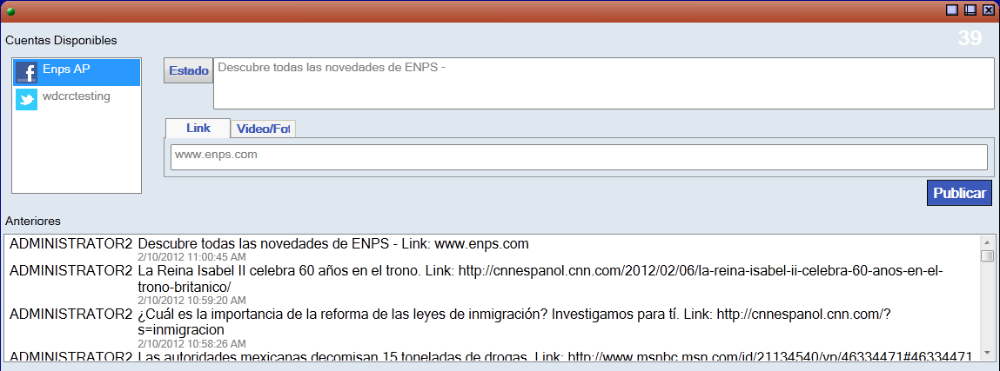 Cuentas Disponibles
39
Enps AP
wdcrctesting
Estado
Descubre todas las novedades de ENPS -
Link
Video/Fot
www.enps.com
Publicar
Anteriores
ADMINISTRATOR2 Descubre todas las novedades de ENPS - Link: www.enps.com
2/10/2012 11:00:45 AM
ADMINISTRATOR2 La Reina Isabel II celebra 60 años en el trono. Link: http://cnnespanol.cnn.com/2012/02/06/la-reina-isabel-ii-celebra-60-anos-en-el-
trono-britanico/
2/10/2012 10:59:20 AM
ADMINISTRATOR2 ¿Cuál es la importancia de la reforma de las leyes de inmigración? Investigamos para tí. Link: http://cnnespanol.cnn.com/?
s=inmigracion
2/10/2012 10:58:26 AM
ADMINISTRATOR2 Las autoridades mexicanas decomisan 15 toneladas de drogas. Link: http://www.msnbc.msn.com/id/21134540/vp/46334471#46334471